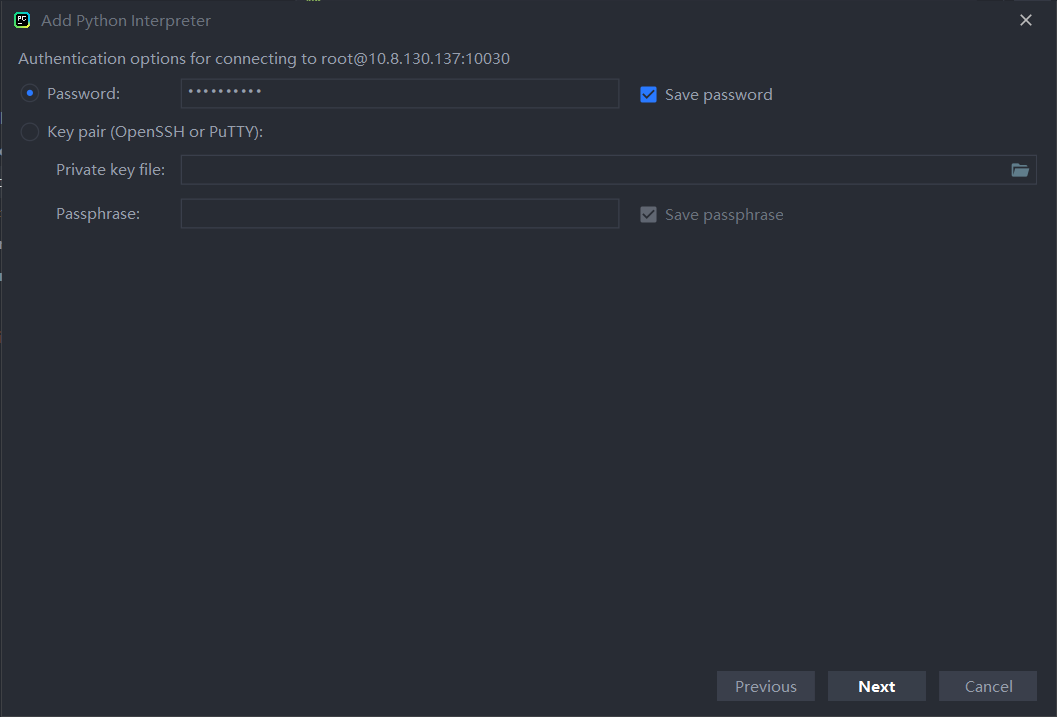 PC
Add Python Interpreter
Authentication options for connecting to root@10.8.130.137:10030
Password: •••••••••• Save password
Key pair (OpenSSH or PuTTY):
Private key file:
Passphrase: Save passphrase
Previous Next Cancel